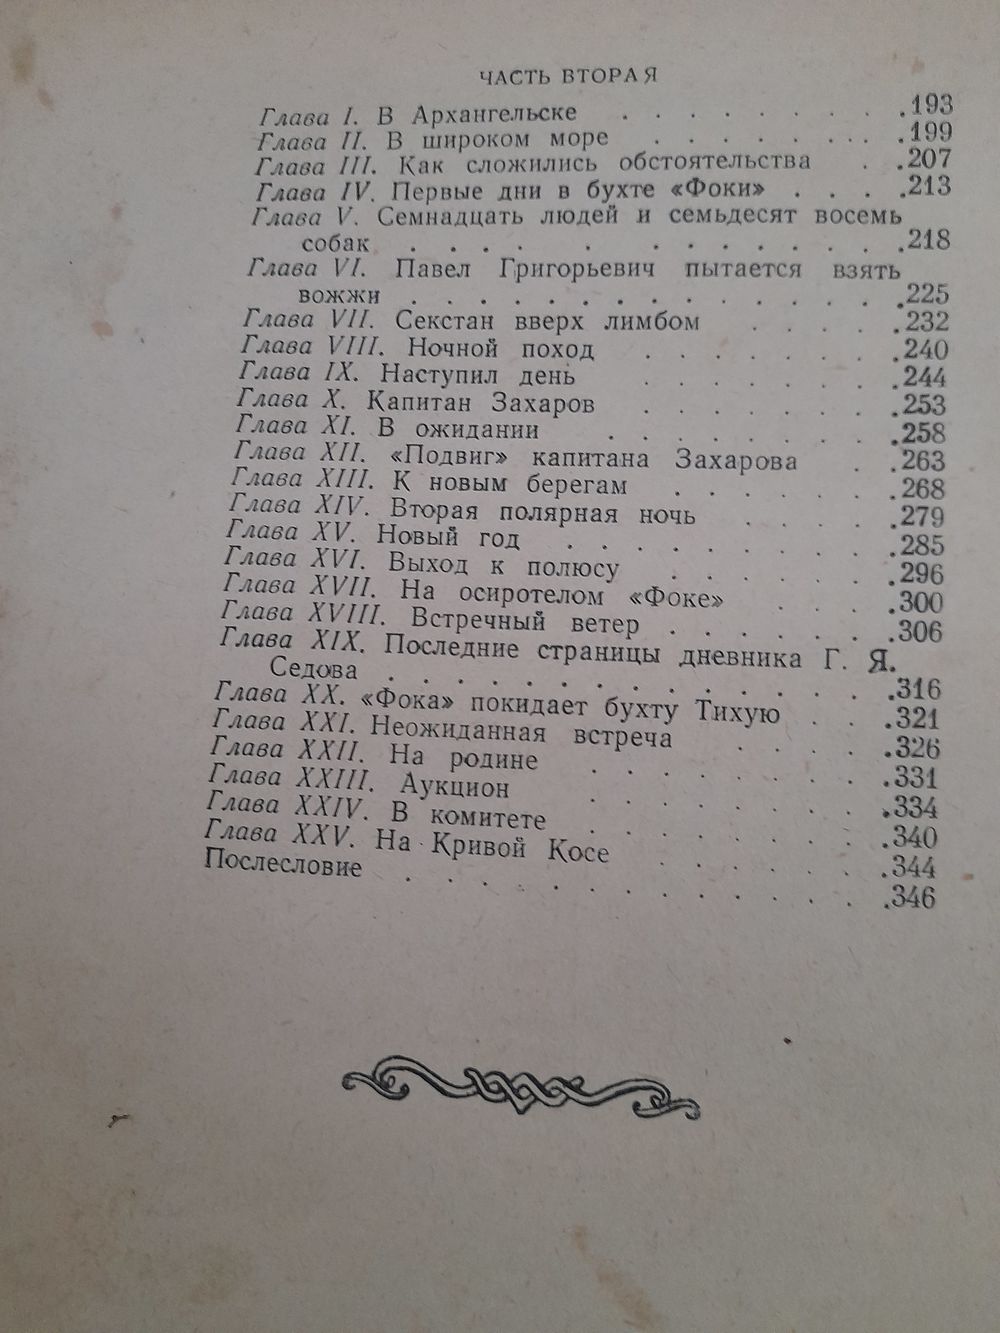 ЧАСТЬ ВТОРАЯ
Глава I. В Архангельске . . . . . . . . .193
Глава II. В широком море . . . . . . . . .199
Глава III. Как сложились обстоятельства . .207
Глава IV. Первые дни в бухте «Фоки» . . . .213
Глава V. Семнадцать людей и семьдесят восемь
собак . . . . . . . . . . . . . .218
Глава VI. Павел Григорьевич пытается взять
вожжи . . . . . . . . . . . . . .225
Глава VII. Секстан вверх лимбом . . . . .232
Глава VIII. Ночной поход . . . . . . . .240
Глава IX. Наступил день . . . . . . . .244
Глава X. Капитан Захаров . . . . . . . .253
Глава XI. В ожидании . . . . . . . . .258
Глава XII. «Подвиг» капитана Захарова . .263
Глава XIII. К новым берегам . . . . . . .268
Глава XIV. Вторая полярная ночь . . . . .279
Глава XV. Новый год . . . . . . . . . .285
Глава XVI. Выход к полюсу . . . . . . .296
Глава XVII. На осиротелом «Фоке» . . . .300
Глава XVIII. Встречный ветер . . . . . . .306
Глава XIX. Последние страницы дневника Г. Я.
Седова . . . . . . . . . . . . . . .316
Глава XX. «Фока» покидает бухту Тихую . . .321
Глава XXI. Неожиданная встреча . . . . .326
Глава XXII. На родине . . . . . . . . .331
Глава XXIII. Аукцион . . . . . . . . .334
Глава XXIV. В комитете . . . . . . . . .340
Глава XXV. На Кривой Косе . . . . . . .344
Послесловие . . . . . . . . . . . . . .346